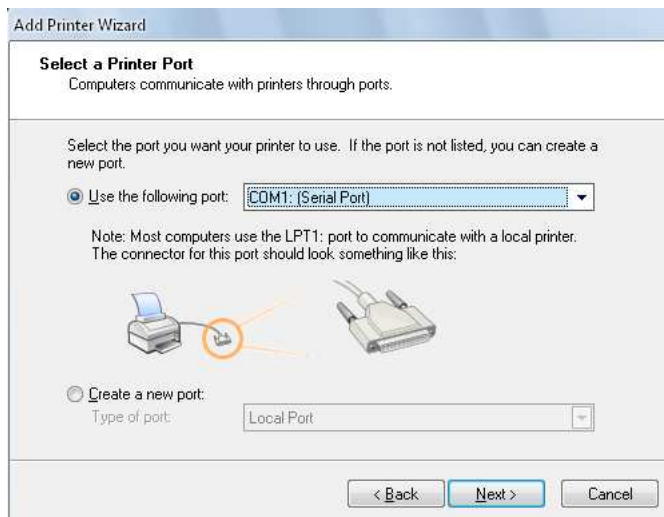 Add Printer Wizard
Select a Printer Port
Computers communicate with printers through ports.
Select the port you want your printer to use.  If the port is not listed, you can create a
new port.
Use the following port: COM1: (Serial Port)
Note: Most computers use the LPT1: port to communicate with a local printer.
The connector for this port should look something like this:
Create a new port:
Type of port: Local Port
< Back Next > Cancel